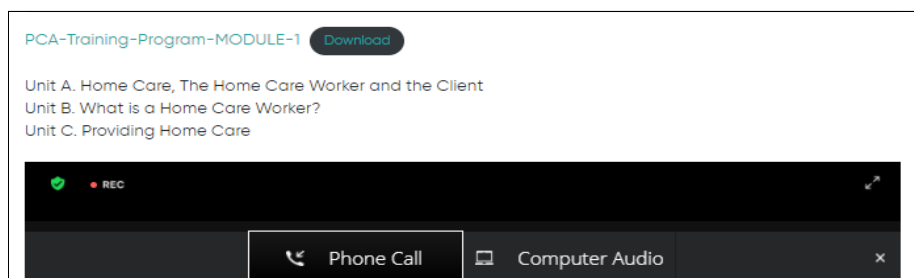 PCA-Training-Program-MODULE-1 Download
Unit A. Home Care, The Home Care Worker and the Client
Unit B. What is a Home Care Worker?
Unit C. Providing Home Care
REC
Phone Call Computer Audio